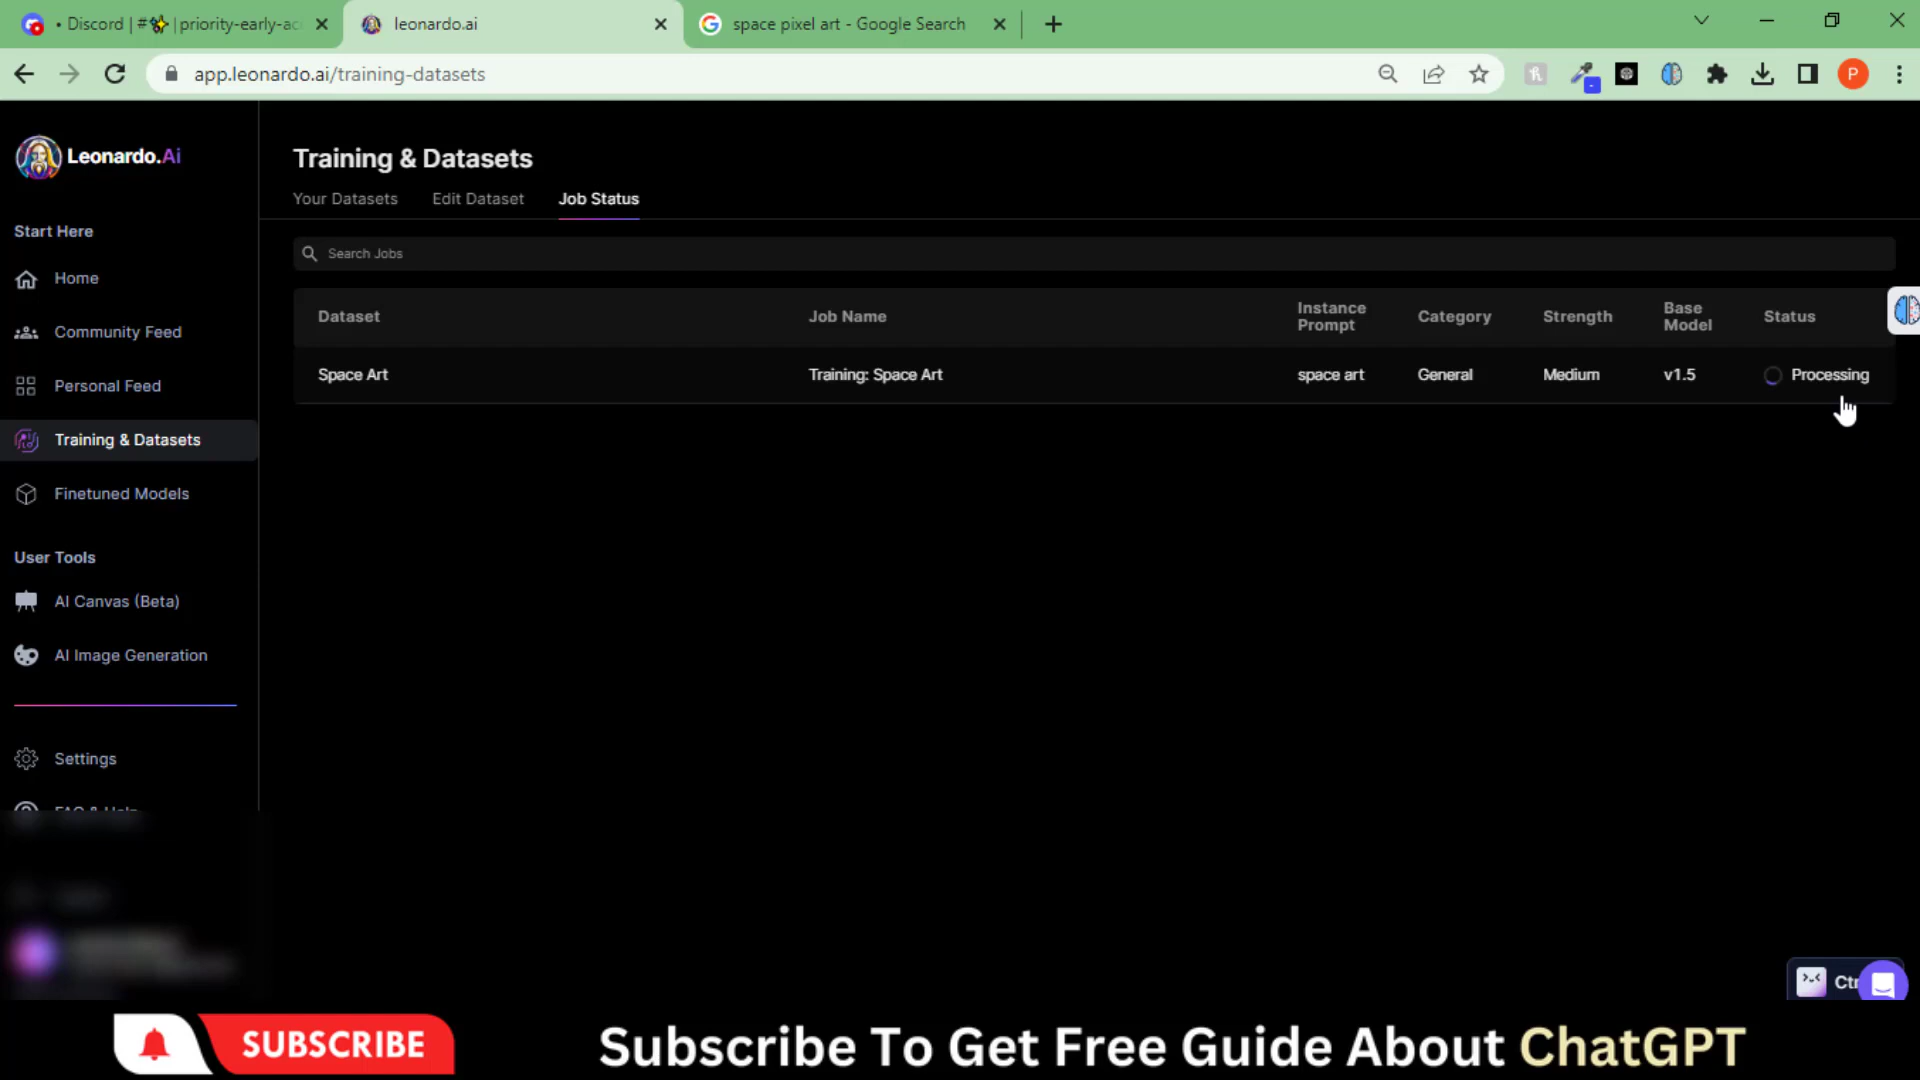 • Discord | #✨ | priority-early-ac
leonardo.ai
space pixel art - Google Search
app.leonardo.ai/training-datasets
P
Leonardo.Ai
Start Here
Home
Community Feed
Personal Feed
Training & Datasets
Finetuned Models
User Tools
AI Canvas (Beta)
AI Image Generation
Settings
FAQ & Help
Training & Datasets
Your Datasets Edit Dataset Job Status
Search Jobs
Dataset Job Name Instance Prompt Category Strength Base Model Status
Space Art Training: Space Art space art General Medium v1.5 Processing
SUBSCRIBE
Subscribe To Get Free Guide About ChatGPT